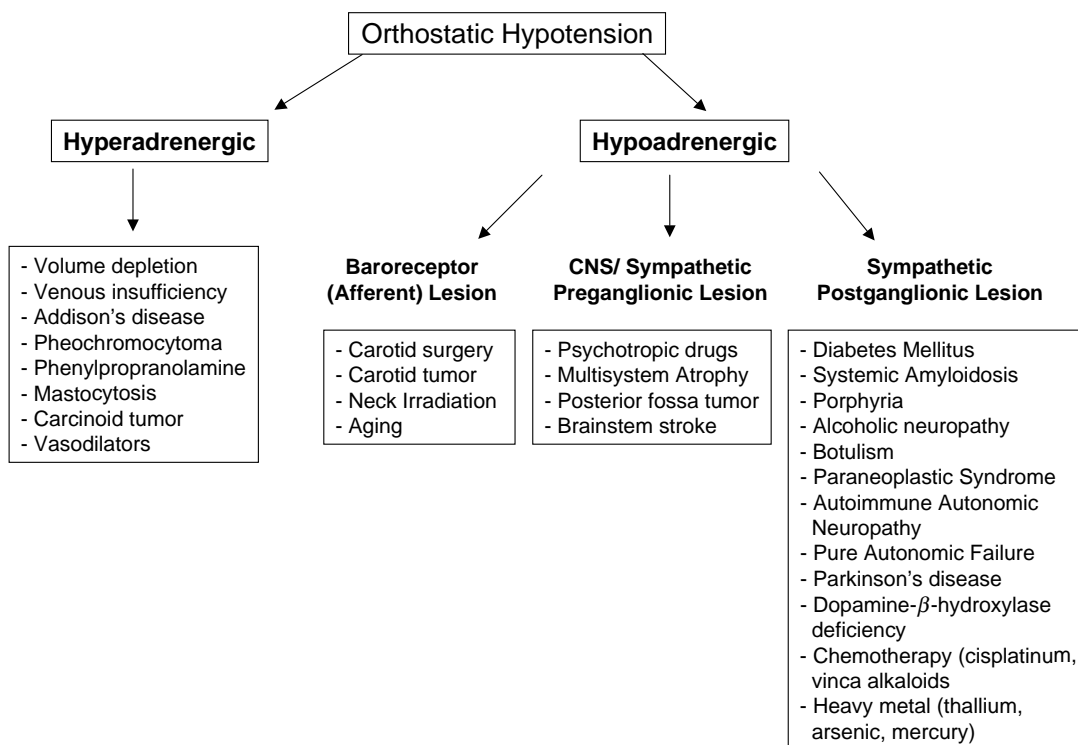 Orthostatic Hypotension
Hyperadrenergic
Hypoadrenergic
- Volume depletion
- Venous insufficiency
- Addison's disease
- Pheochromocytoma
- Phenylpropranolamine
- Mastocytosis
- Carcinoid tumor
- Vasodilators
Baroreceptor
(Afferent) Lesion
- Carotid surgery
- Carotid tumor
- Neck Irradiation
- Aging
CNS/ Sympathetic
Preganglionic Lesion
- Psychotropic drugs
- Multisystem Atrophy
- Posterior fossa tumor
- Brainstem stroke
Sympathetic
Postganglionic Lesion
- Diabetes Mellitus
- Systemic Amyloidosis
- Porphyria
- Alcoholic neuropathy
- Botulism
- Paraneoplastic Syndrome
- Autoimmune Autonomic
Neuropathy
- Pure Autonomic Failure
- Parkinson's disease
- Dopamine-β-hydroxylase
deficiency
- Chemotherapy (cisplatinum,
vinca alkaloids
- Heavy metal (thallium,
arsenic, mercury)